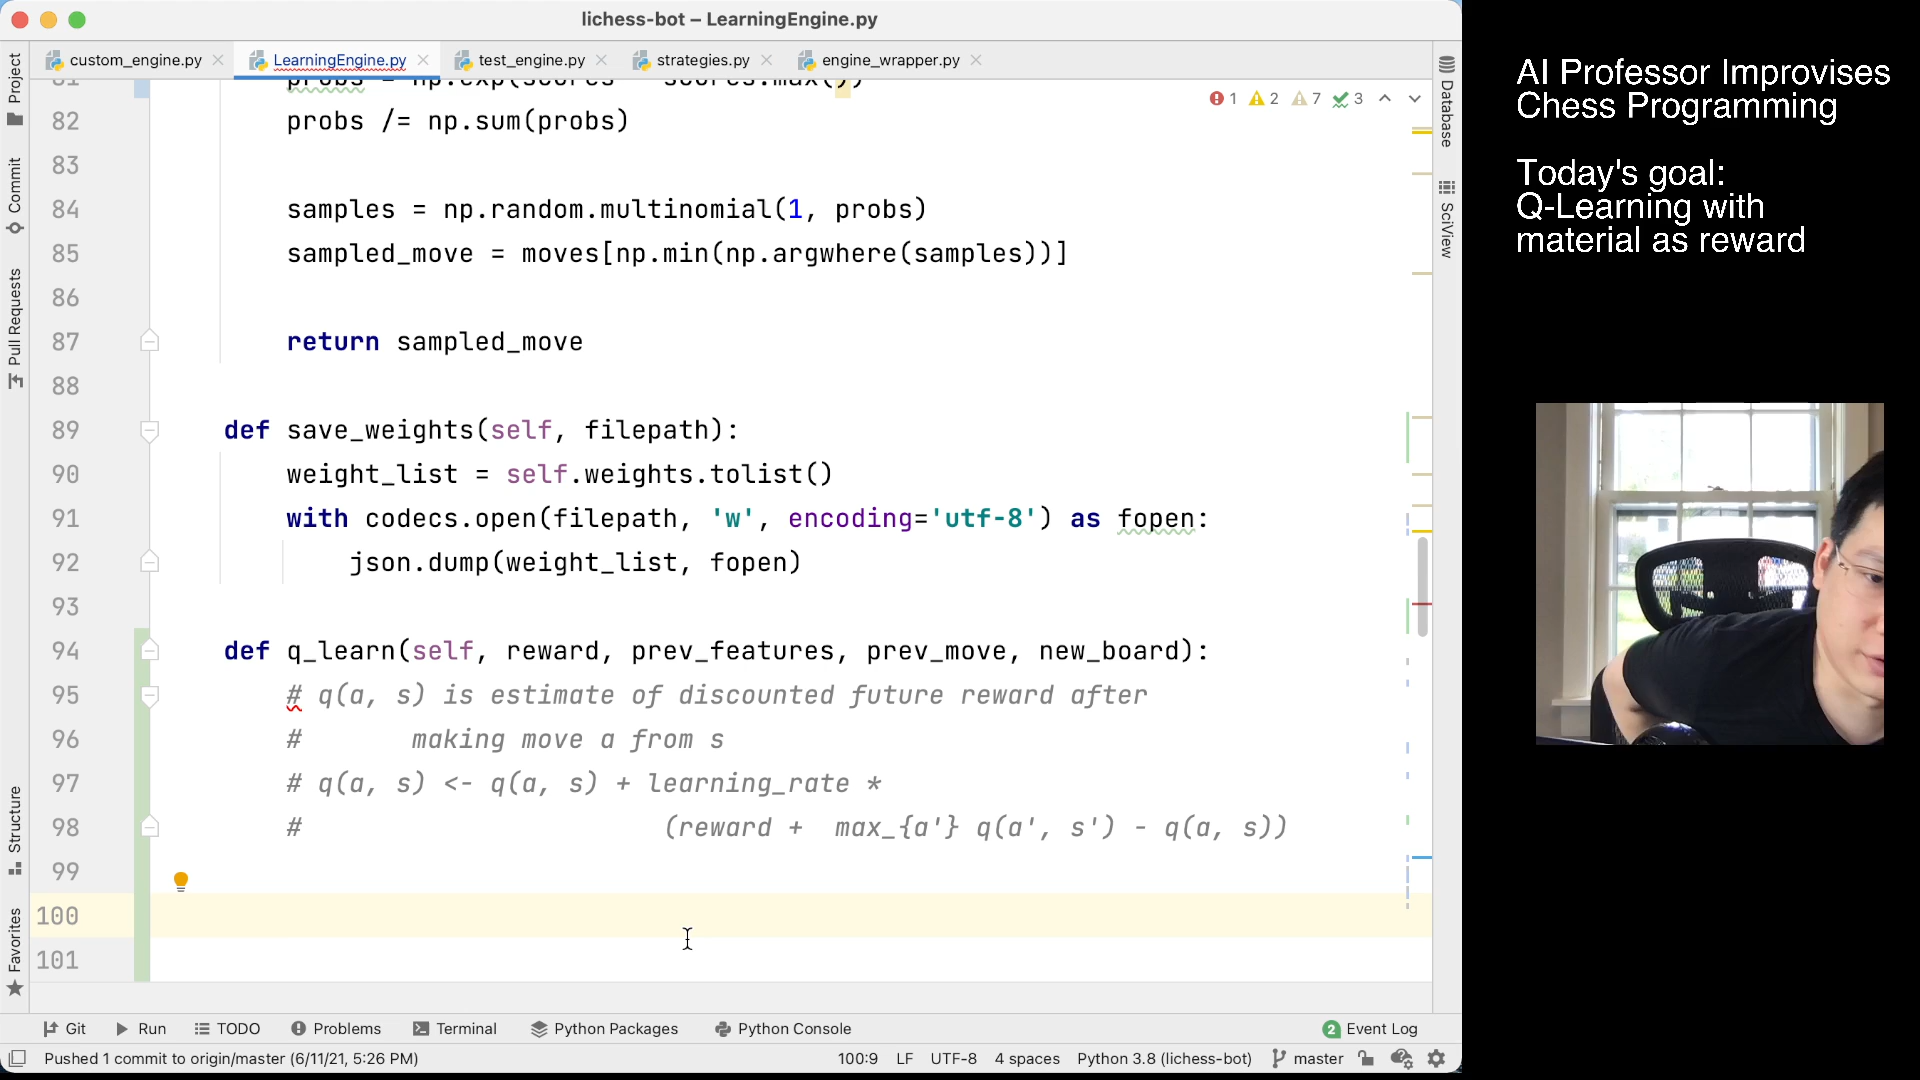 lichess-bot – LearningEngine.py
custom_engine.py
LearningEngine.py
test_engine.py
strategies.py
engine_wrapper.py
Project
Commit
Pull Requests
Structure
Favorites
Database
SciView
1 2 7 3
82 probs /= np.sum(probs)
83
84 samples = np.random.multinomial(1, probs)
85 sampled_move = moves[np.min(np.argwhere(samples))]
86
87 return sampled_move
88
89 def save_weights(self, filepath):
90 weight_list = self.weights.tolist()
91 with codecs.open(filepath, 'w', encoding='utf-8') as fopen:
92 json.dump(weight_list, fopen)
93
94 def q_learn(self, reward, prev_features, prev_move, new_board):
95 # q(a, s) is estimate of discounted future reward after
96 # making move a from s
97 # q(a, s) <- q(a, s) + learning_rate *
98 # (reward + max_{a'} q(a', s') - q(a, s))
99
100
101
Git
Run
TODO
Problems
Terminal
Python Packages
Python Console
2 Event Log
Pushed 1 commit to origin/master (6/11/21, 5:26 PM)
100:9
LF
UTF-8
4 spaces
Python 3.8 (lichess-bot)
master
AI Professor Improvises
Chess Programming
Today's goal:
Q-Learning with
material as reward